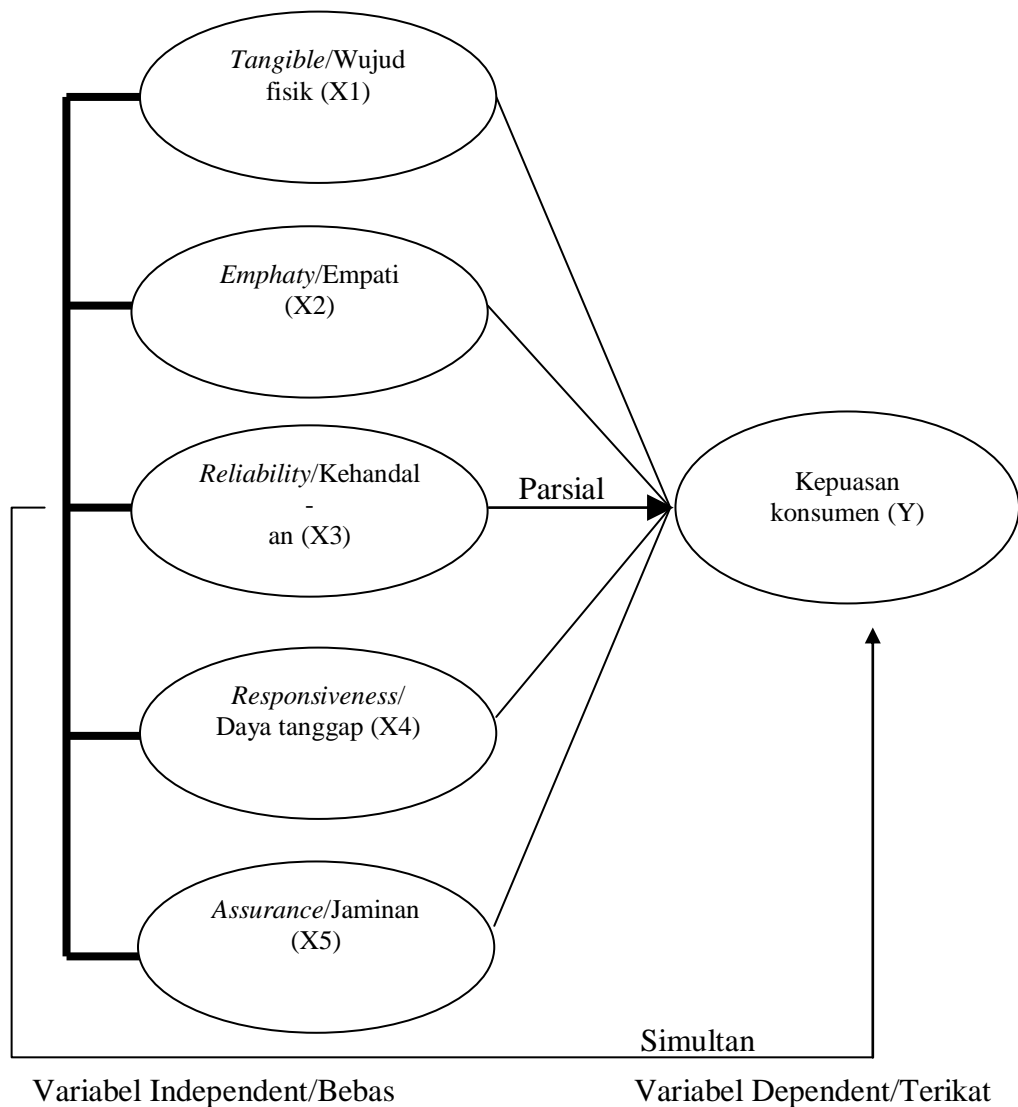 Tangible/Wujud
fisik (X1)
Emphaty/Empati
(X2)
Reliability/Kehandal
-
an (X3)
Parsial
Kepuasan
konsumen (Y)
Responsiveness/
Daya tanggap (X4)
Assurance/Jaminan
(X5)
Simultan
Variabel Independent/Bebas
Variabel Dependent/Terikat